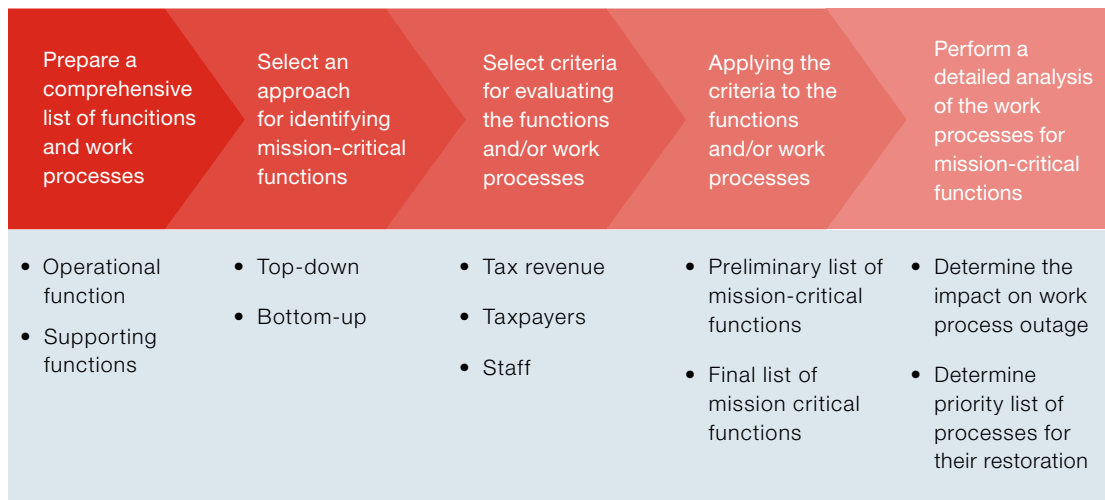 Prepare a
comprehensive
list of funcitions
and work
processes
Select an
approach
for identifying
mission-critical
functions
Select criteria
for evaluating
the functions
and/or work
processes
Applying the
criteria to the
functions
and/or work
processes
Perform a
detailed analysis
of the work
processes for
mission-critical
functions
• Operational
function
• Supporting
functions
• Top-down
• Bottom-up
• Tax revenue
• Taxpayers
• Staff
• Preliminary list of
mission-critical
functions
• Final list of
mission critical
functions
• Determine the
impact on work
process outage
• Determine
priority list of
processes for
their restoration